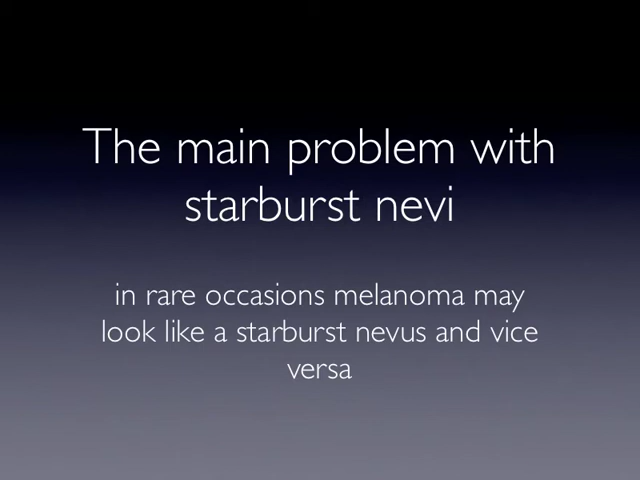 The main problem with
starburst nevi
in rare occasions melanoma may
look like a starburst nevus and vice
versa